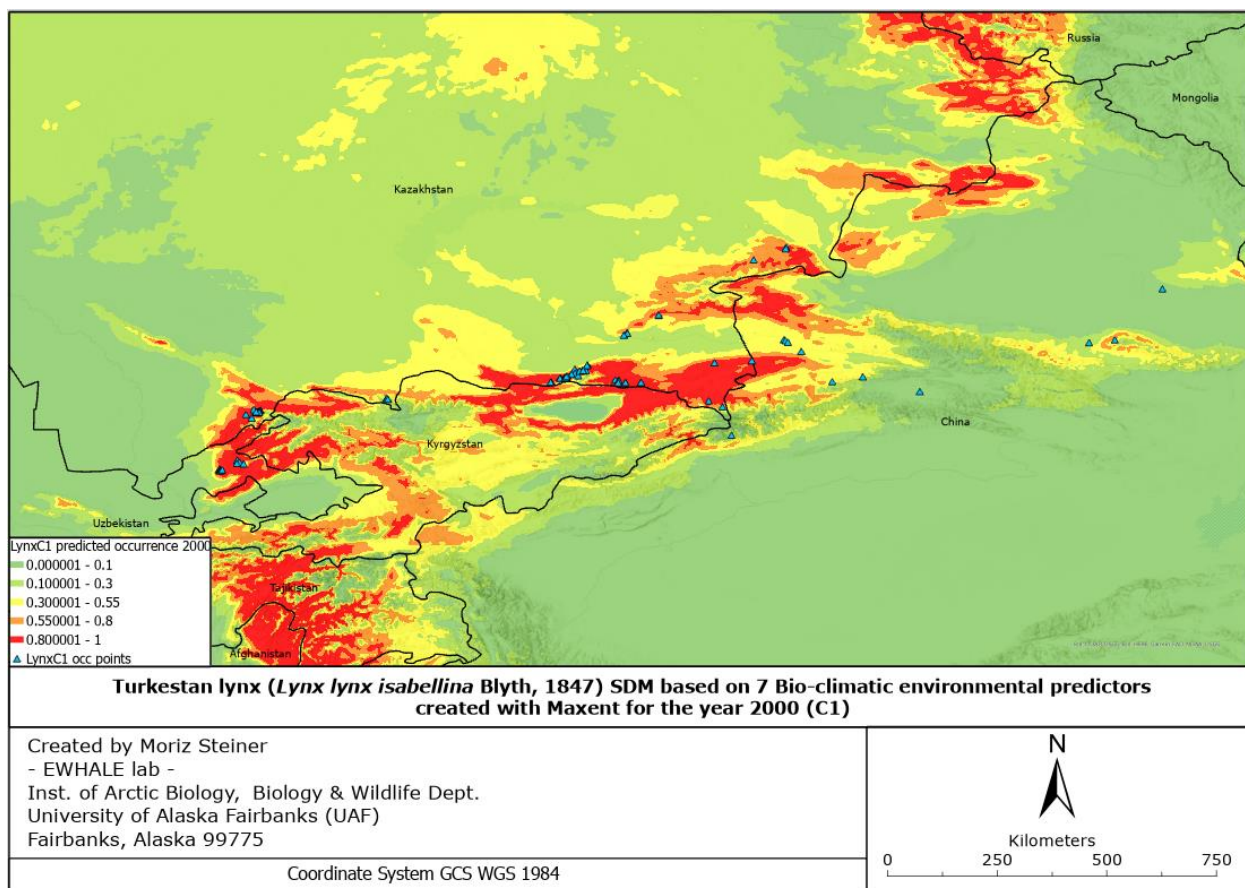 Russia
Mongolia
Kazakhstan
China
Kyrgyzstan
Uzbekistan
Tajikistan
Afghanistan
LynxC1 predicted occurrence 2000
0.000001 - 0.1
0.100001 - 0.3
0.300001 - 0.55
0.550001 - 0.8
0.800001 - 1
LynxC1 occ points
Turkestan lynx (Lynx lynx isabellina Blyth, 1847) SDM based on 7 Bio-climatic environmental predictors
created with Maxent for the year 2000 (C1)
Created by Moriz Steiner
- EWHALE lab -
Inst. of Arctic Biology, Biology & Wildlife Dept.
University of Alaska Fairbanks (UAF)
Fairbanks, Alaska 99775
Coordinate System GCS WGS 1984
N
Kilometers
0 250 500 750